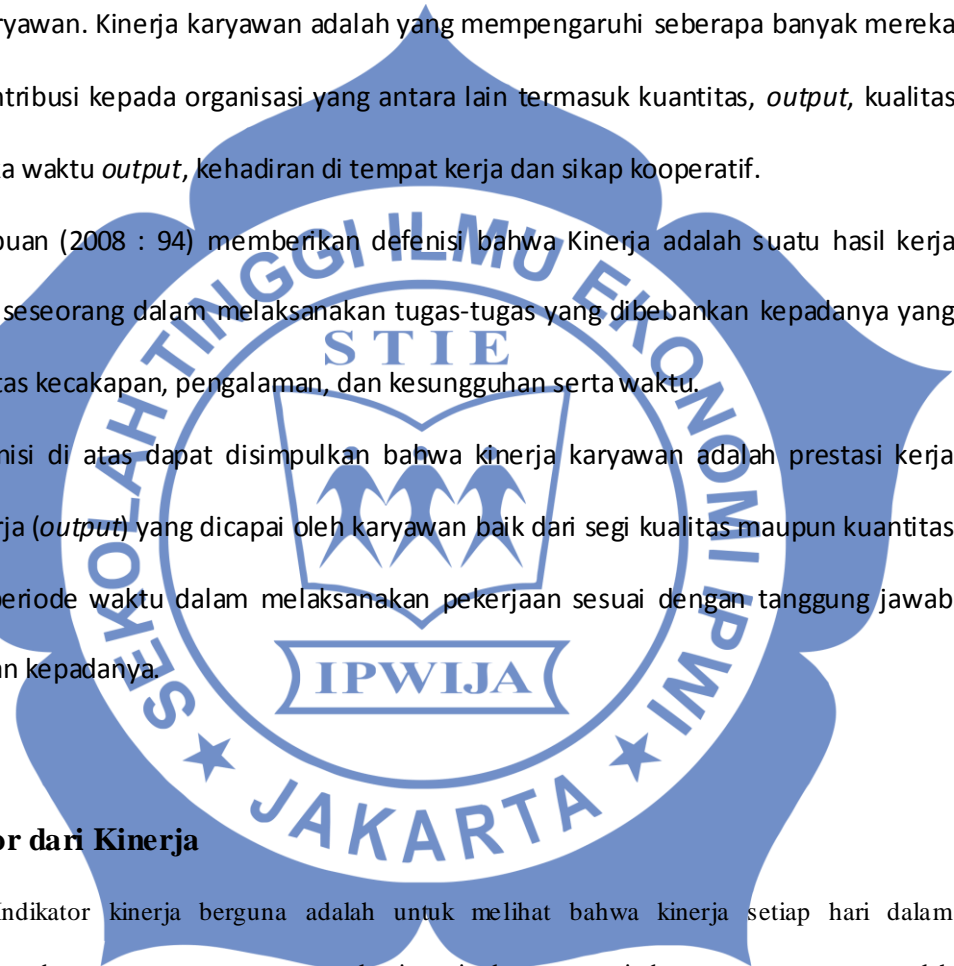 ryawan. Kinerja karyawan adalah yang mempengaruhi seberapa banyak mereka
ntribusi kepada organisasi yang antara lain termasuk kuantitas, output, kualitas
a waktu output, kehadiran di tempat kerja dan sikap kooperatif.
buan (2008 : 94) memberikan defenisi bahwa Kinerja adalah suatu hasil kerja
seseorang dalam melaksanakan tugas-tugas yang dibebankan kepadanya yang
tas kecakapan, pengalaman, dan kesungguhan serta waktu.
nisi di atas dapat disimpulkan bahwa kinerja karyawan adalah prestasi kerja
rja (output) yang dicapai oleh karyawan baik dari segi kualitas maupun kuantitas
periode waktu dalam melaksanakan pekerjaan sesuai dengan tanggung jawab
an kepadanya.
or dari Kinerja
Indikator kinerja berguna adalah untuk melihat bahwa kinerja setiap hari dalam
SEKOLAH TINGGI ILMU EKONOMI IPWI
STIE
IPWIJA
JAKARTA